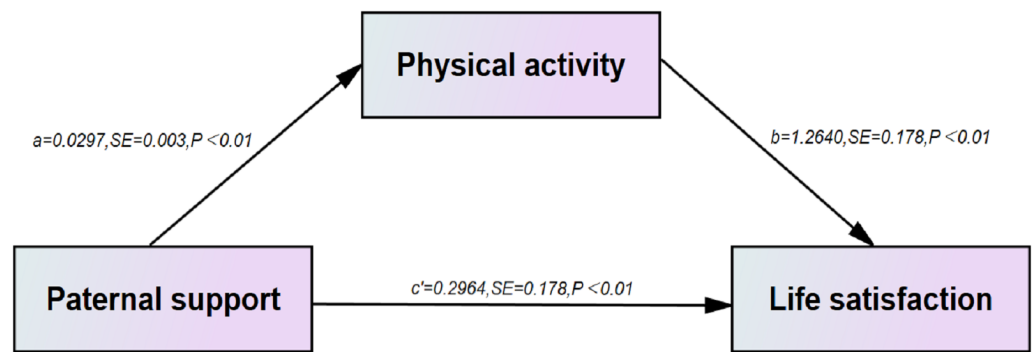 Physical activity
a=0.0297,SE=0.003,P＜0.01
b=1.2640,SE=0.178,P＜0.01
Paternal support
c'=0.2964,SE=0.178,P＜0.01
Life satisfaction